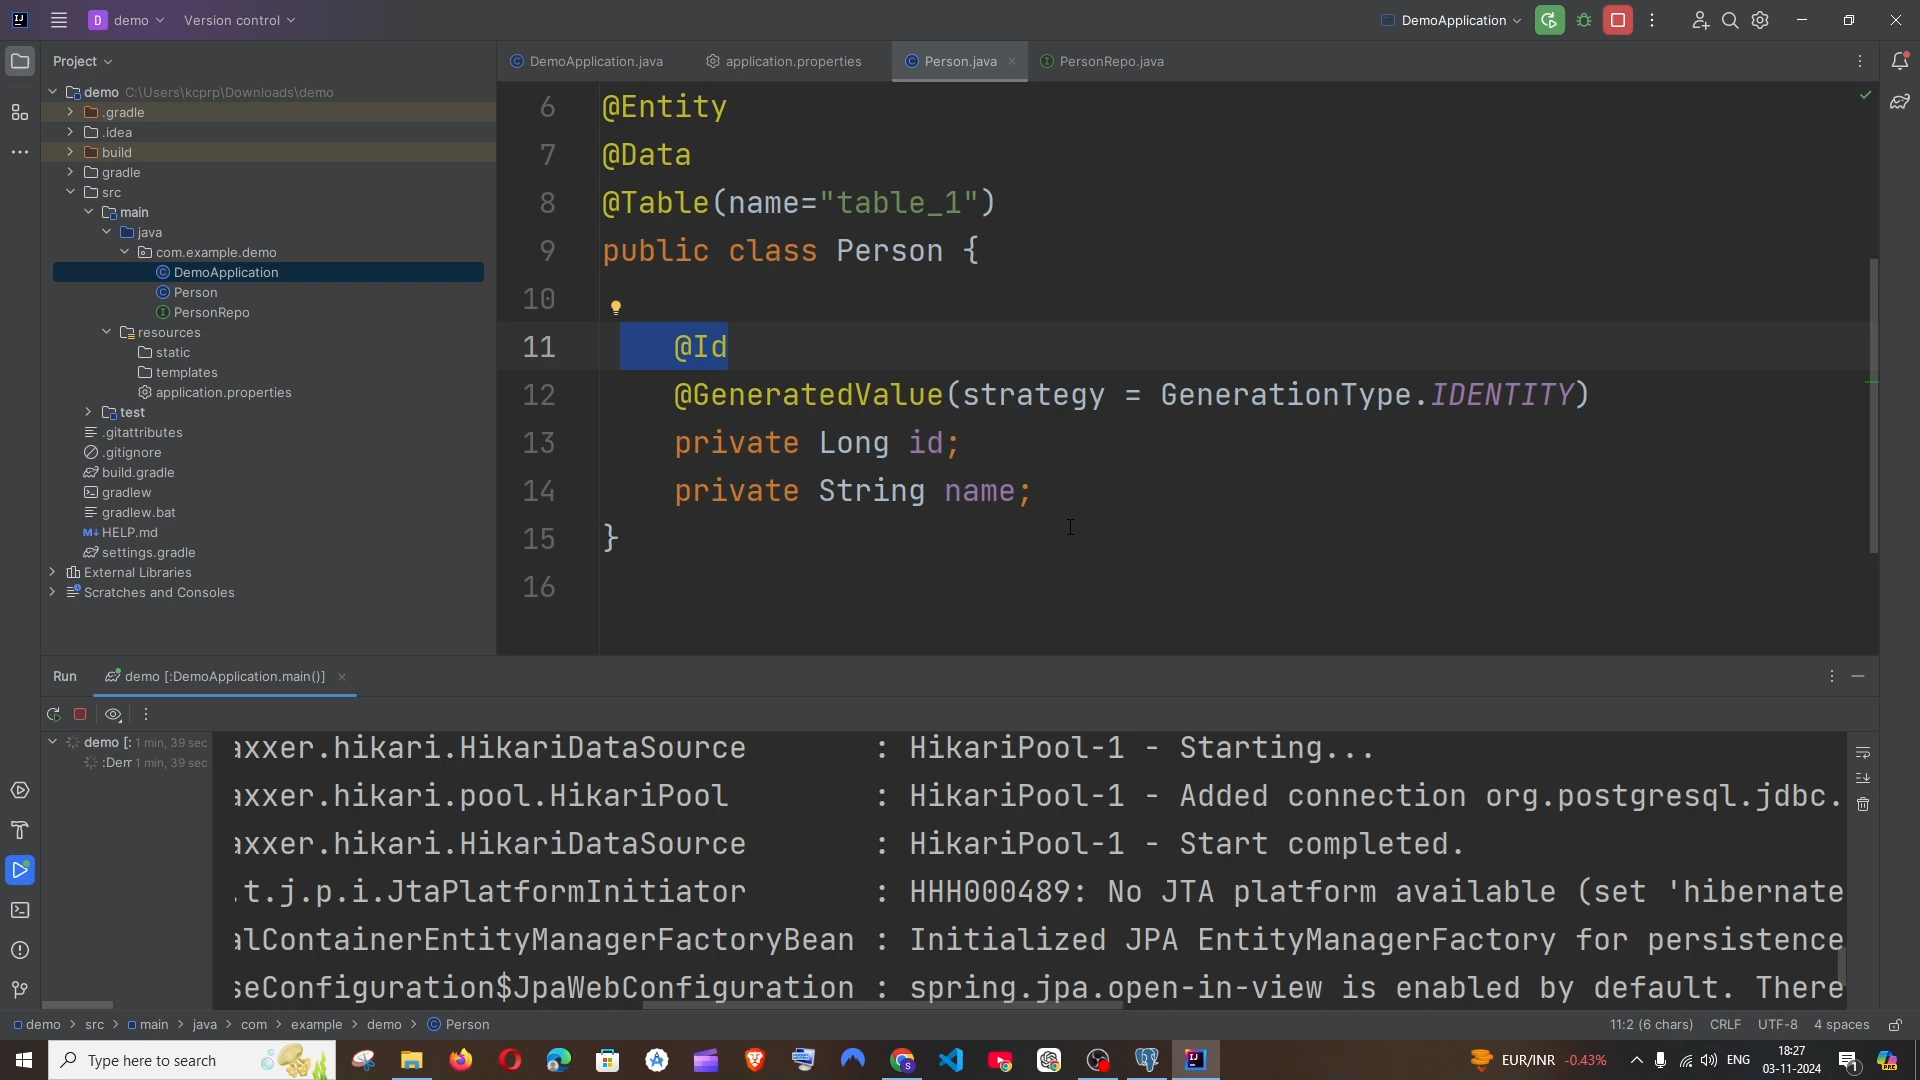 D demo Version control DemoApplication
Project
DemoApplication.java application.properties Person.java PersonRepo.java
demo C:\Users\kcprp\Downloads\demo
.gradle
.idea
build
gradle
src
main
java
com.example.demo
DemoApplication
Person
PersonRepo
resources
static
templates
application.properties
test
.gitattributes
.gitignore
build.gradle
gradlew
gradlew.bat
HELP.md
settings.gradle
External Libraries
Scratches and Consoles
6 @Entity
7 @Data
8 @Table(name="table_1")
9 public class Person {
10
11 @Id
12 @GeneratedValue(strategy = GenerationType.IDENTITY)
13 private Long id;
14 private String name;
15 }
16
Run demo [:DemoApplication.main()]
demo [: 1 min, 39 sec
:Dem 1 min, 39 sec
axxer.hikari.HikariDataSource : HikariPool-1 - Starting...
axxer.hikari.pool.HikariPool : HikariPool-1 - Added connection org.postgresql.jdbc.
axxer.hikari.HikariDataSource : HikariPool-1 - Start completed.
.t.j.p.i.JtaPlatformInitiator : HHH000489: No JTA platform available (set 'hibernate
alContainerEntityManagerFactoryBean : Initialized JPA EntityManagerFactory for persistence
seConfiguration$JpaWebConfiguration : spring.jpa.open-in-view is enabled by default. There
demo > src > main > java > com > example > demo > Person 11:2 (6 chars) CRLF UTF-8 4 spaces
Type here to search EUR/INR -0.43% ENG 18:27
03-11-2024